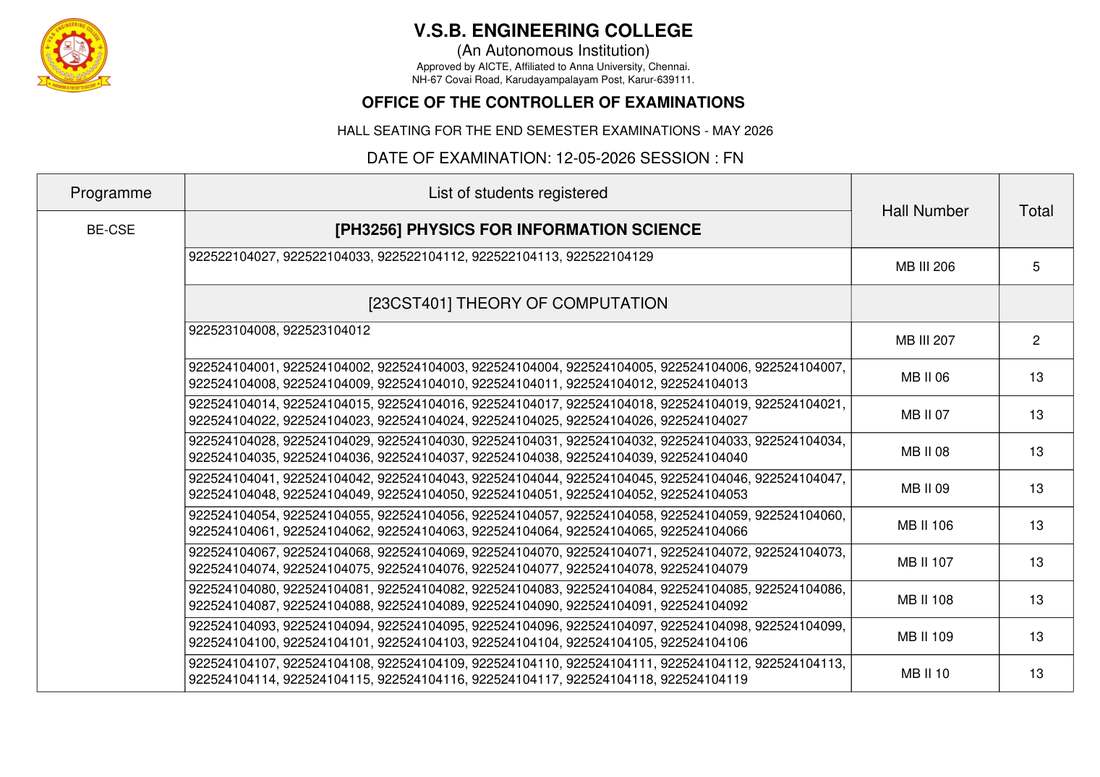 V.S.B. ENGINEERING COLLEGE
(An Autonomous Institution)
Approved by AICTE, Affiliated to Anna University, Chennai.
NH-67 Covai Road, Karudayampalayam Post, Karur-639111.
OFFICE OF THE CONTROLLER OF EXAMINATIONS
HALL SEATING FOR THE END SEMESTER EXAMINATIONS - MAY 2026
DATE OF EXAMINATION: 12-05-2026 SESSION : FN
Programme List of students registered Hall Number Total
BE-CSE [PH3256] PHYSICS FOR INFORMATION SCIENCE
922522104027, 922522104033, 922522104112, 922522104113, 922522104129 MB III 206 5
[23CST401] THEORY OF COMPUTATION
922523104008, 922523104012 MB III 207 2
922524104001, 922524104002, 922524104003, 922524104004, 922524104005, 922524104006, 922524104007,
922524104008, 922524104009, 922524104010, 922524104011, 922524104012, 922524104013 MB II 06 13
922524104014, 922524104015, 922524104016, 922524104017, 922524104018, 922524104019, 922524104021,
922524104022, 922524104023, 922524104024, 922524104025, 922524104026, 922524104027 MB II 07 13
922524104028, 922524104029, 922524104030, 922524104031, 922524104032, 922524104033, 922524104034,
922524104035, 922524104036, 922524104037, 922524104038, 922524104039, 922524104040 MB II 08 13
922524104041, 922524104042, 922524104043, 922524104044, 922524104045, 922524104046, 922524104047,
922524104048, 922524104049, 922524104050, 922524104051, 922524104052, 922524104053 MB II 09 13
922524104054, 922524104055, 922524104056, 922524104057, 922524104058, 922524104059, 922524104060,
922524104061, 922524104062, 922524104063, 922524104064, 922524104065, 922524104066 MB II 106 13
922524104067, 922524104068, 922524104069, 922524104070, 922524104071, 922524104072, 922524104073,
922524104074, 922524104075, 922524104076, 922524104077, 922524104078, 922524104079 MB II 107 13
922524104080, 922524104081, 922524104082, 922524104083, 922524104084, 922524104085, 922524104086,
922524104087, 922524104088, 922524104089, 922524104090, 922524104091, 922524104092 MB II 108 13
922524104093, 922524104094, 922524104095, 922524104096, 922524104097, 922524104098, 922524104099,
922524104100, 922524104101, 922524104103, 922524104104, 922524104105, 922524104106 MB II 109 13
922524104107, 922524104108, 922524104109, 922524104110, 922524104111, 922524104112, 922524104113,
922524104114, 922524104115, 922524104116, 922524104117, 922524104118, 922524104119 MB II 10 13